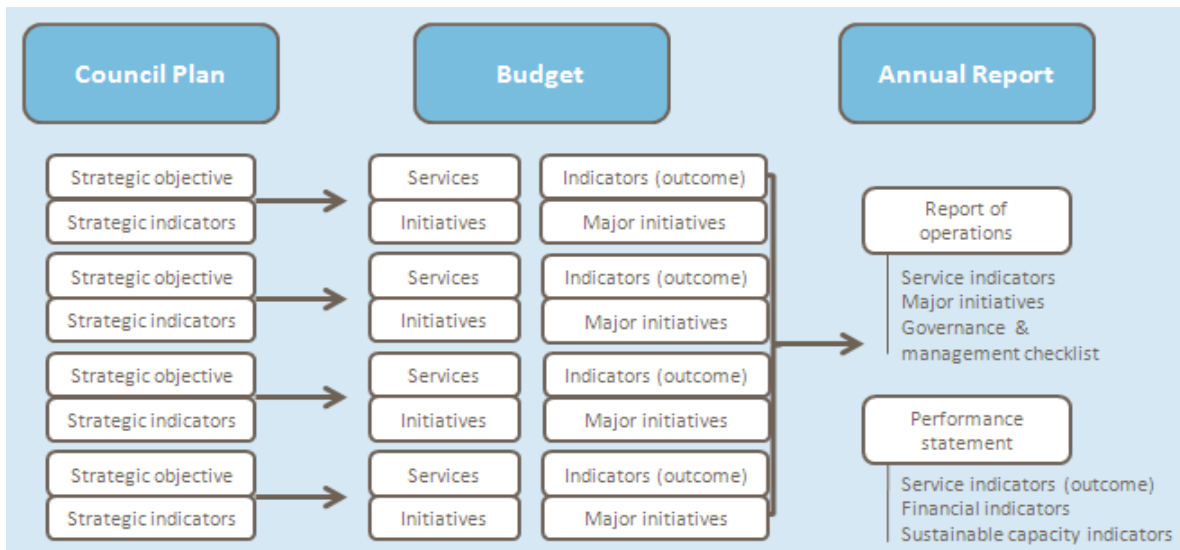 Council Plan
Budget
Annual Report
Strategic objective
Strategic indicators
Services
Initiatives
Indicators (outcome)
Major initiatives
Strategic objective
Strategic indicators
Services
Initiatives
Indicators (outcome)
Major initiatives
Strategic objective
Strategic indicators
Services
Initiatives
Indicators (outcome)
Major initiatives
Strategic objective
Strategic indicators
Services
Initiatives
Indicators (outcome)
Major initiatives
Report of
operations
Service indicators
Major initiatives
Governance &
management checklist
Performance
statement
Service indicators (outcome)
Financial indicators
Sustainable capacity indicators